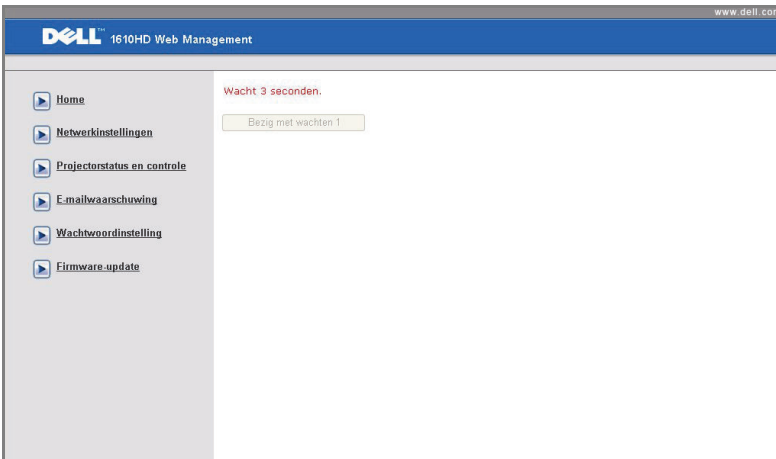 www.dell.com
DELL™ 1610HD Web Management
Home
Netwerkinstellingen
Projectorstatus en controle
E-mailwaarschuwing
Wachtwoordinstelling
Firmware-update
Wacht 3 seconden.
Bezig met wachten 1